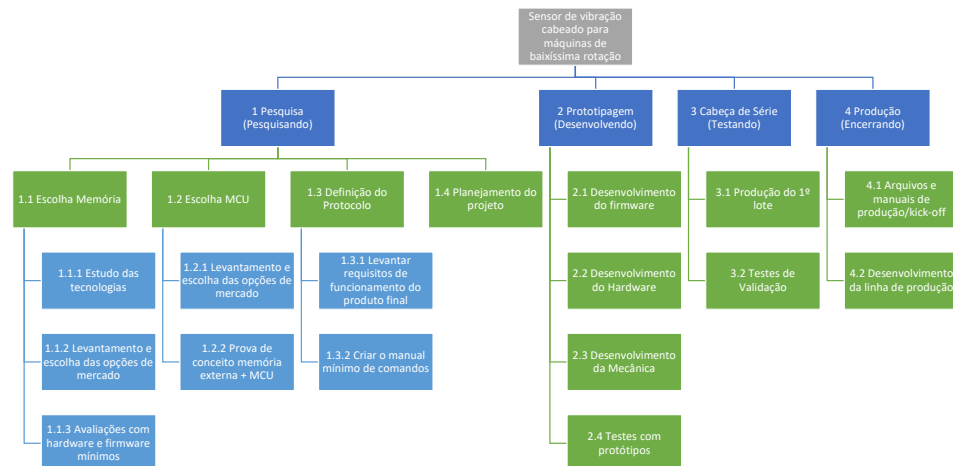 Sensor de vibração
cabeado para
máquinas de
baixíssima rotação
1 Pesquisa
(Pesquisando)
2 Prototipagem
(Desenvolvendo)
3 Cabeça de Série
(Testando)
4 Produção
(Encerrando)
1.1 Escolha Memória
1.2 Escolha MCU
1.3 Definição do
Protocolo
1.4 Planejamento do
projeto
2.1 Desenvolvimento
do firmware
3.1 Produção do 1º
lote
4.1 Arquivos e
manuais de
produção/kick-off
1.1.1 Estudo das
tecnologias
1.2.1 Levantamento e
escolha das opções de
mercado
1.3.1 Levantar
requisitos de
funcionamento do
produto final
2.2 Desenvolvimento
do Hardware
3.2 Testes de
Validação
4.2 Desenvolvimento
da linha de produção
1.1.2 Levantamento e
escolha das opções de
mercado
1.2.2 Prova de
conceito memória
externa + MCU
1.3.2 Criar o manual
mínimo de comandos
2.3 Desenvolvimento
da Mecânica
1.1.3 Avaliações com
hardware e firmware
mínimos
2.4 Testes com
protótipos